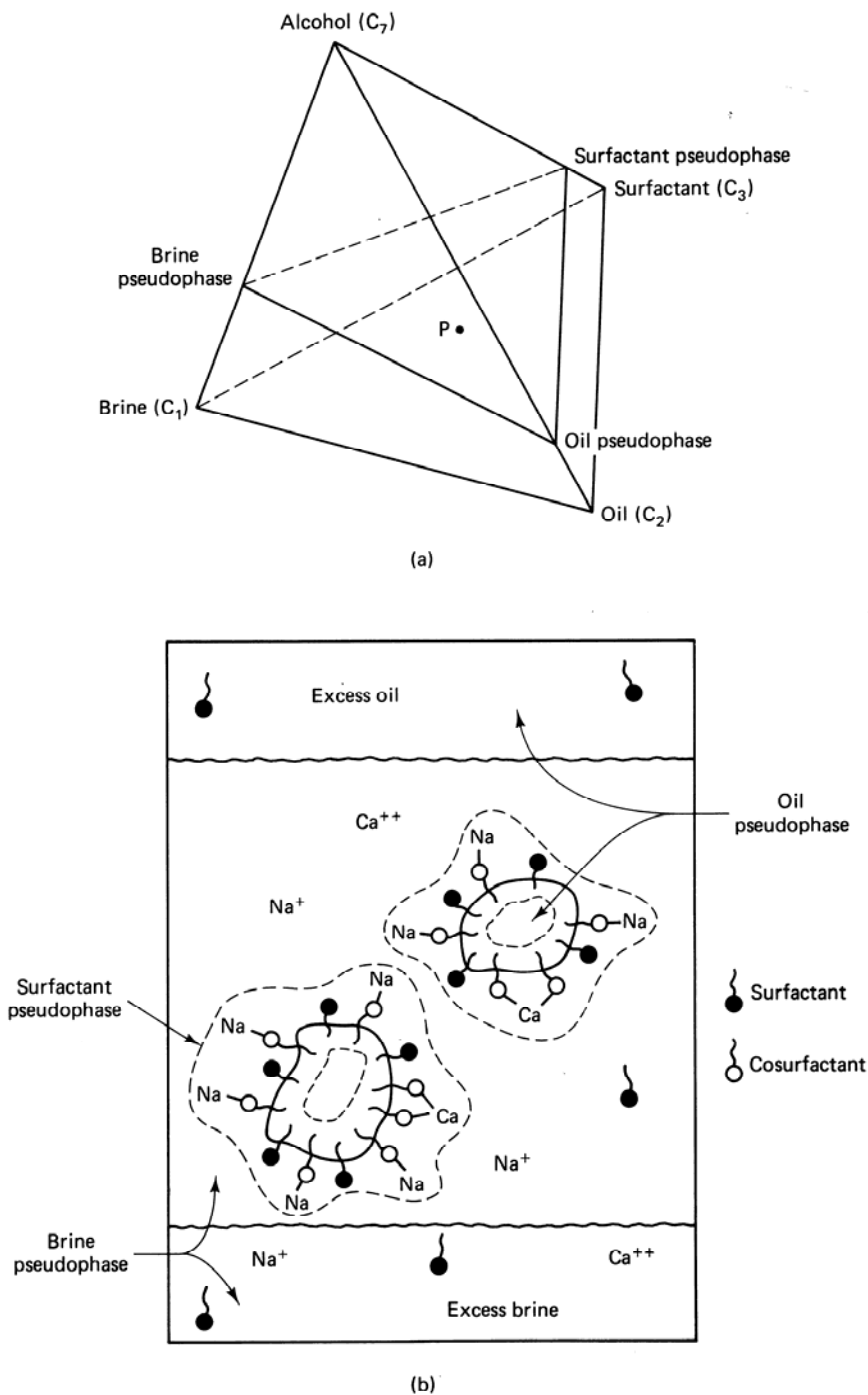 Alcohol (C₇)
Surfactant pseudophase
Surfactant (C₃)
Brine
pseudophase
P
Brine (C₁)
Oil pseudophase
Oil (C₂)
(a)
Excess oil
Ca⁺⁺
Oil
pseudophase
Na
Na⁺
Na
Na
Surfactant
pseudophase
Na
Ca
Na
Surfactant
Na
Cosurfactant
Ca
Na⁺
Na
Na
Brine
pseudophase
Na⁺
Ca⁺⁺
Excess brine
(b)